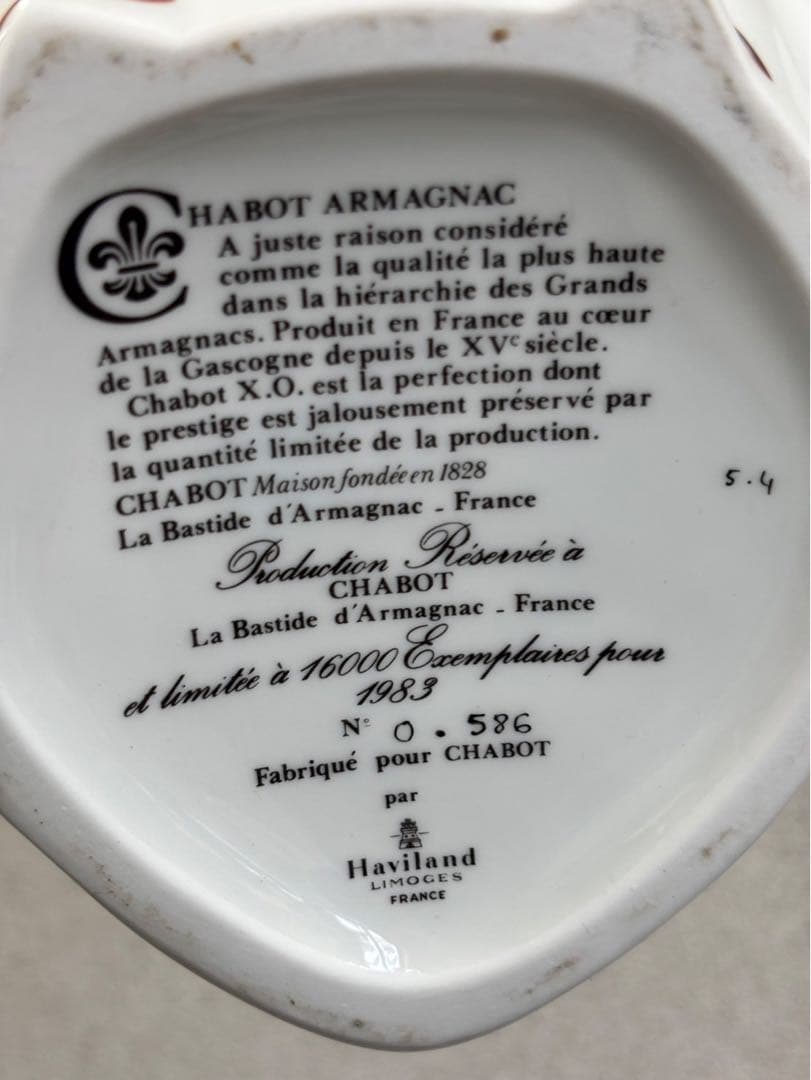 CHABOT ARMAGNAC
A juste raison considéré
comme la qualité la plus haute
dans la hiérarchie des Grands
Armagnacs. Produit en France au cœur
de la Gascogne depuis le XVe siècle.
Chabot X.O. est la perfection dont
le prestige est jalousement préservé par
la quantité limitée de la production.
CHABOT Maison fondée en 1828
La Bastide d'Armagnac - France
5.4
Production Réservée à
CHABOT
La Bastide d'Armagnac - France
et limitée à 16000 Exemplaires pour
1983
N° 0.586
Fabriqué pour CHABOT
par
Haviland
LIMOGES
FRANCE